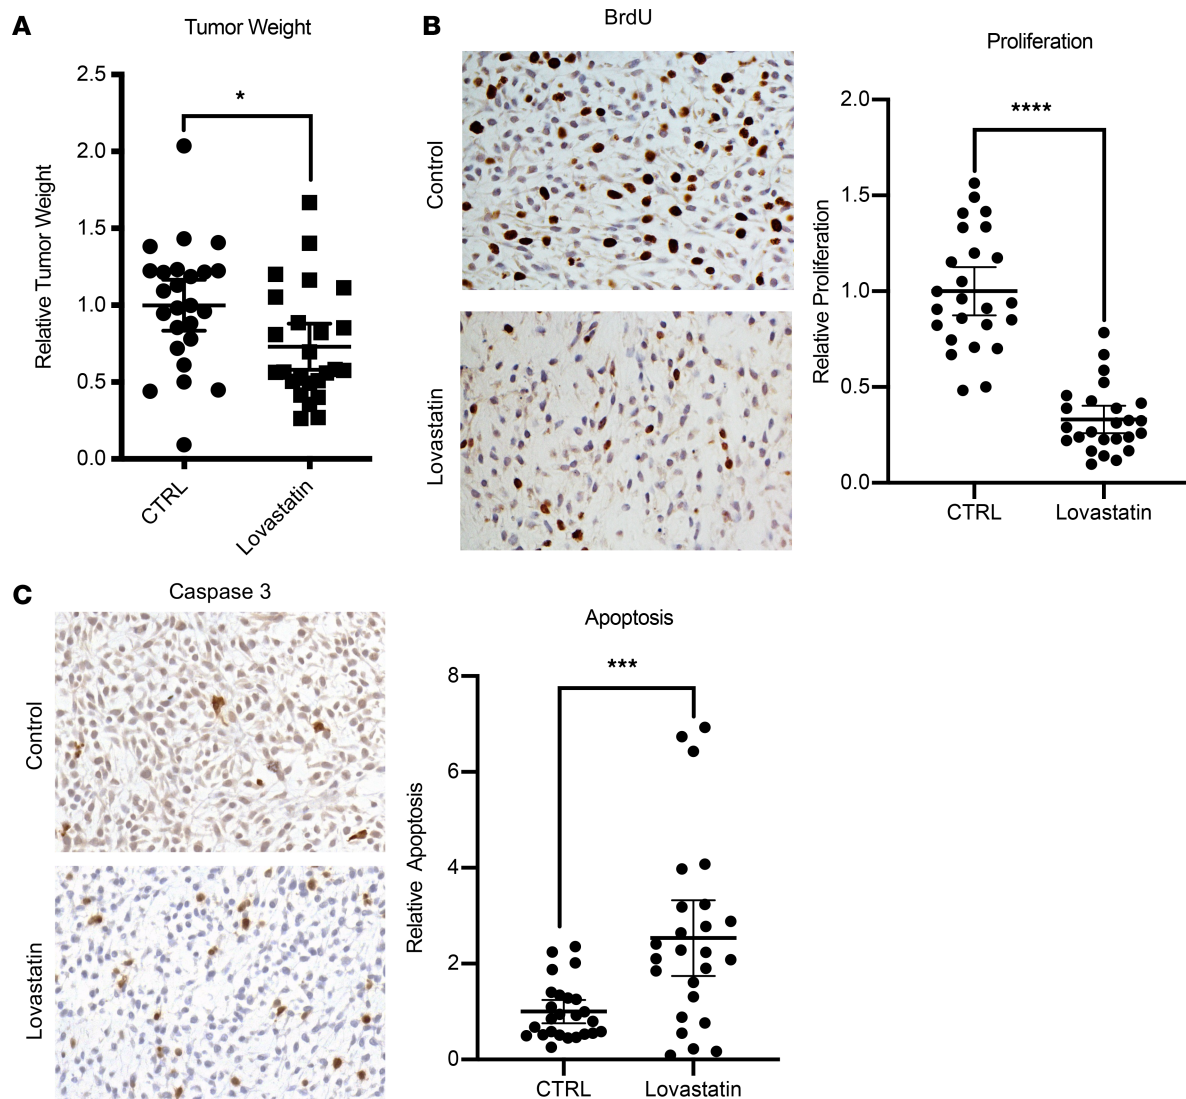 A
Tumor Weight
Relative Tumor Weight
2.5
2.0
1.5
1.0
0.5
0.0
*
CTRL
Lovastatin
B
BrdU
Control
Lovastatin
Proliferation
Relative Proliferation
2.0
1.5
1.0
0.5
0.0
****
CTRL
Lovastatin
C
Caspase 3
Control
Lovastatin
Apoptosis
Relative Apoptosis
8
6
4
2
0
***
CTRL
Lovastatin